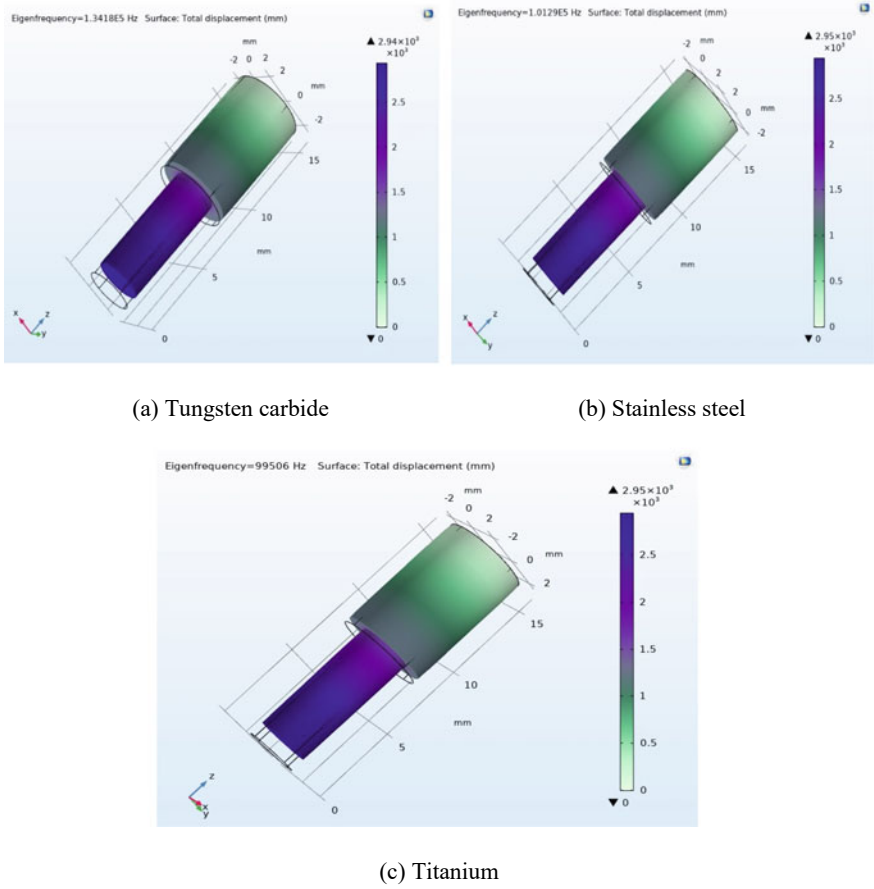 Eigenfrequency=1.3418E5 Hz Surface: Total displacement (mm)
mm
-2 0 2
mm
0
-2
15
10
mm
5
0
x z y
▲ 2.94×10³
×10³
2.5
2
1.5
1
0.5
0
▼ 0
(a) Tungsten carbide
Eigenfrequency=1.0129E5 Hz Surface: Total displacement (mm)
-2 mm
0
2
mm
2
0
-2
15
10
mm
5
0
x z y
▲ 2.95×10³
×10³
2.5
2
1.5
1
0.5
0
▼ 0
(b) Stainless steel
Eigenfrequency=99506 Hz Surface: Total displacement (mm)
-2 mm
0
2
-2
0 mm
2
15
10
mm
5
0
z x y
▲ 2.95×10³
×10³
2.5
2
1.5
1
0.5
0
▼ 0
(c) Titanium